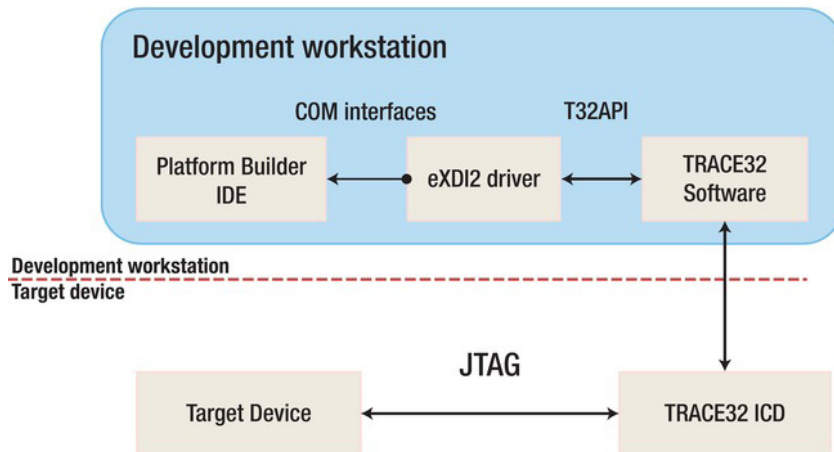 Development workstation
COM interfaces
T32API
Platform Builder
IDE
eXDI2 driver
TRACE32
Software
Development workstation
Target device
JTAG
Target Device
TRACE32 ICD